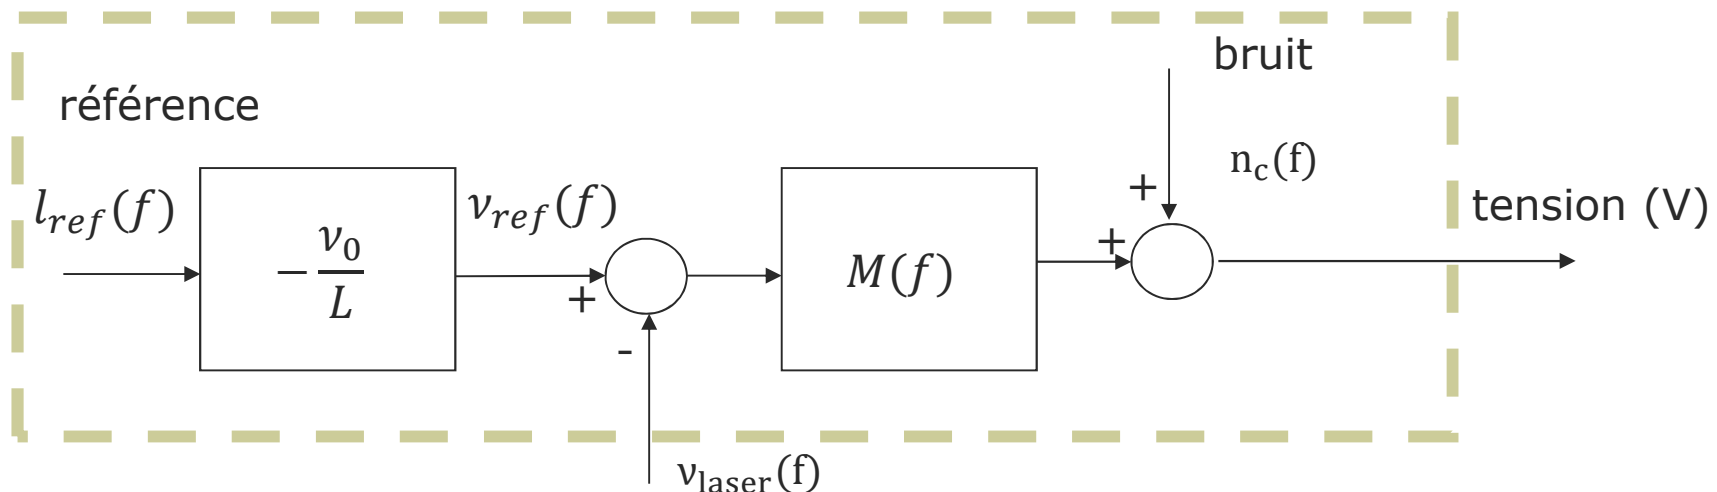 bruit
référence
n_c(f)
+
l_ref(f)
ν_ref(f)
tension (V)
+
− ν_0 / L
M(f)
+
-
ν_laser(f)